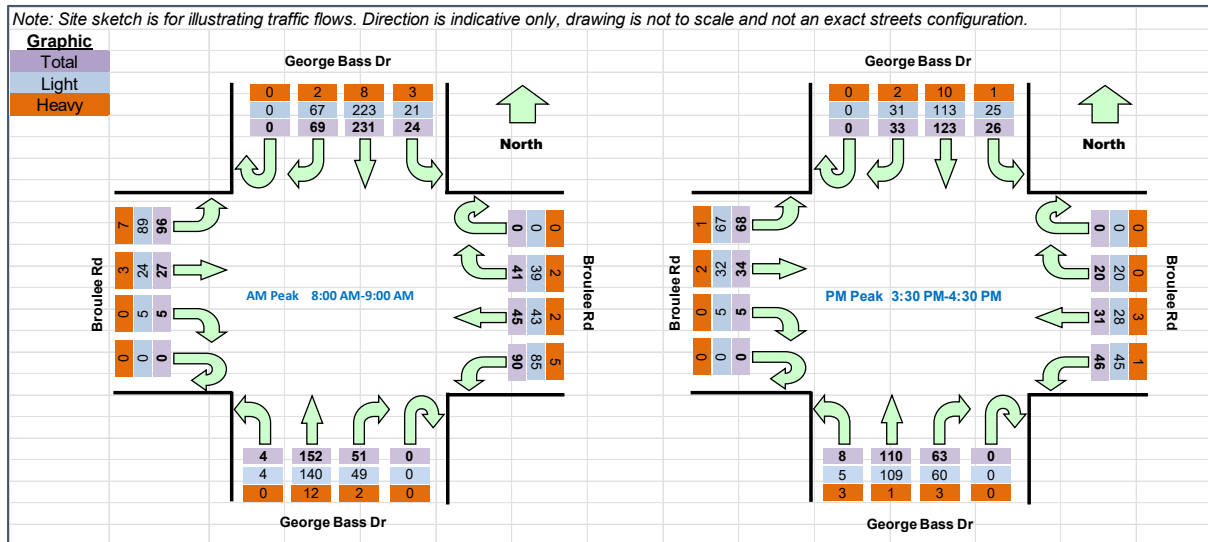 Note: Site sketch is for illustrating traffic flows. Direction is indicative only, drawing is not to scale and not an exact streets configuration.
Graphic
Total
Light
Heavy
George Bass Dr
0 2 8 3
0 67 223 21
0 69 231 24
North
Broulee Rd
7 89 96
3 24 27
0 5 5
0 0 0
AM Peak 8:00 AM-9:00 AM
0 0 0
41 39 2
45 43 2
90 85 5
Broulee Rd
4 152 51 0
4 140 49 0
0 12 2 0
George Bass Dr
George Bass Dr
0 2 10 1
0 31 113 25
0 33 123 26
North
Broulee Rd
1 67 68
2 32 34
0 5 5
0 0 0
PM Peak 3:30 PM-4:30 PM
0 0 0
20 20 0
31 28 3
46 45 1
Broulee Rd
8 110 63 0
5 109 60 0
3 1 3 0
George Bass Dr